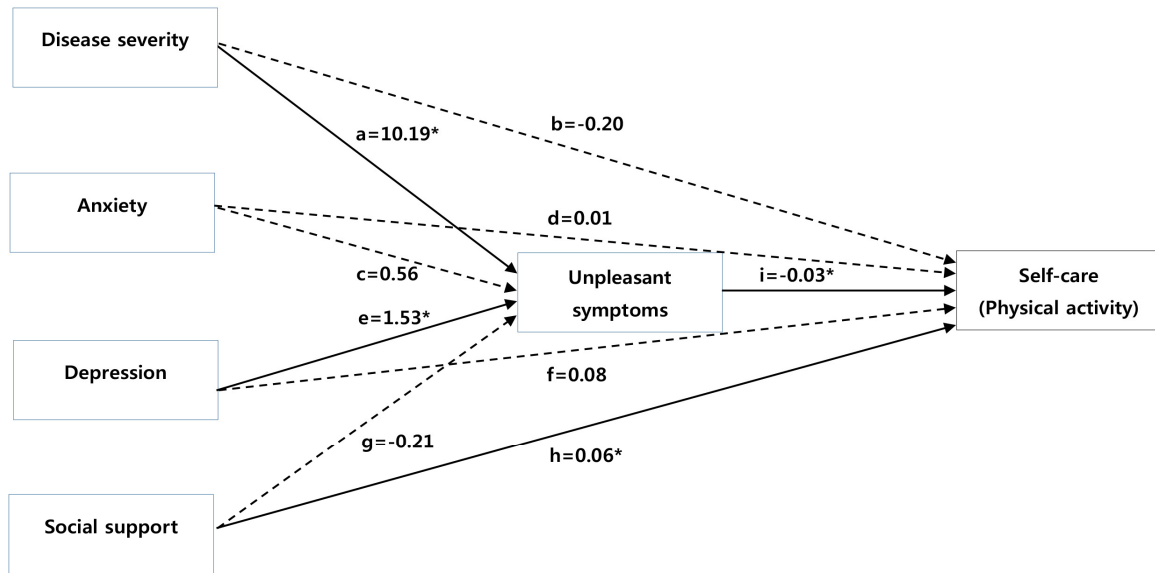 Disease severity
b=-0.20
a=10.19*
Anxiety
d=0.01
c=0.56
Unpleasant
symptoms
i=-0.03*
Self-care
(Physical activity)
e=1.53*
Depression
f=0.08
g=-0.21
h=0.06*
Social support